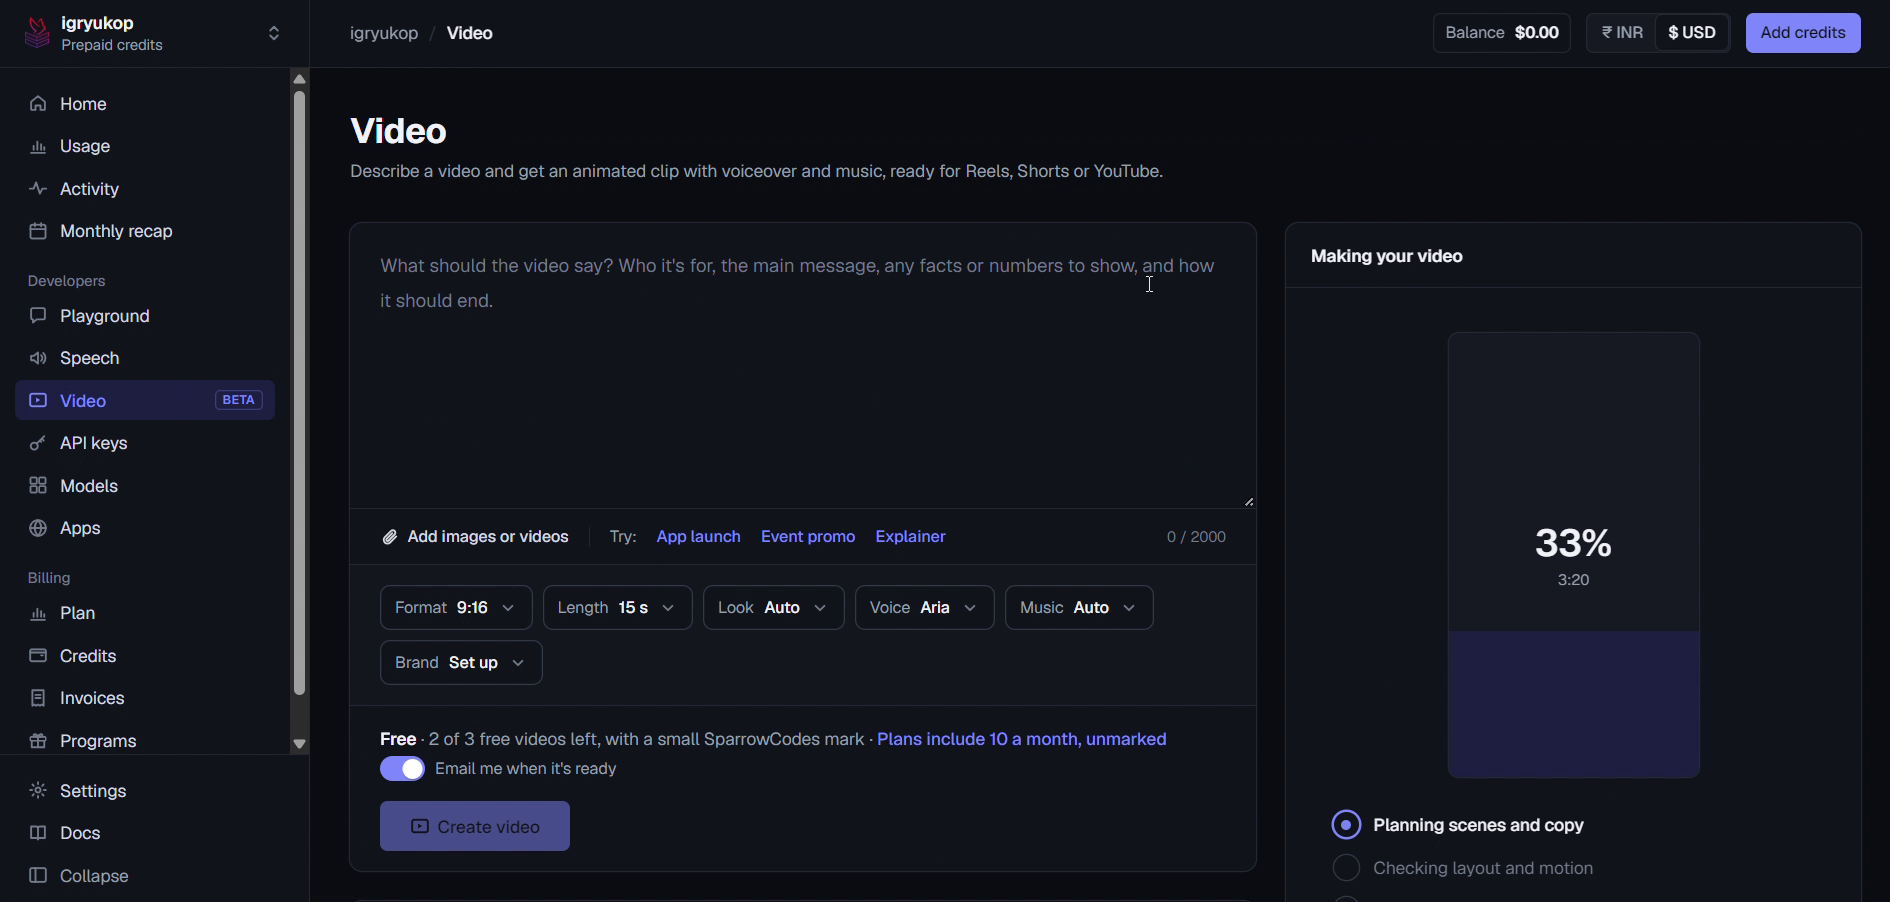 igryukop
Prepaid credits
Home
Usage
Activity
Monthly recap
Developers
Playground
Speech
Video BETA
API keys
Models
Apps
Billing
Plan
Credits
Invoices
Programs
Settings
Docs
Collapse
igryukop / Video
Balance $0.00
₹ INR $ USD
Add credits
Video
Describe a video and get an animated clip with voiceover and music, ready for Reels, Shorts or YouTube.
What should the video say? Who it's for, the main message, any facts or numbers to show, and how
it should end.
Add images or videos Try: App launch Event promo Explainer 0 / 2000
Format 9:16 Length 15 s Look Auto Voice Aria Music Auto
Brand Set up
Free · 2 of 3 free videos left, with a small SparrowCodes mark · Plans include 10 a month, unmarked
Email me when it's ready
Create video
Making your video
33%
3:20
Planning scenes and copy
Checking layout and motion